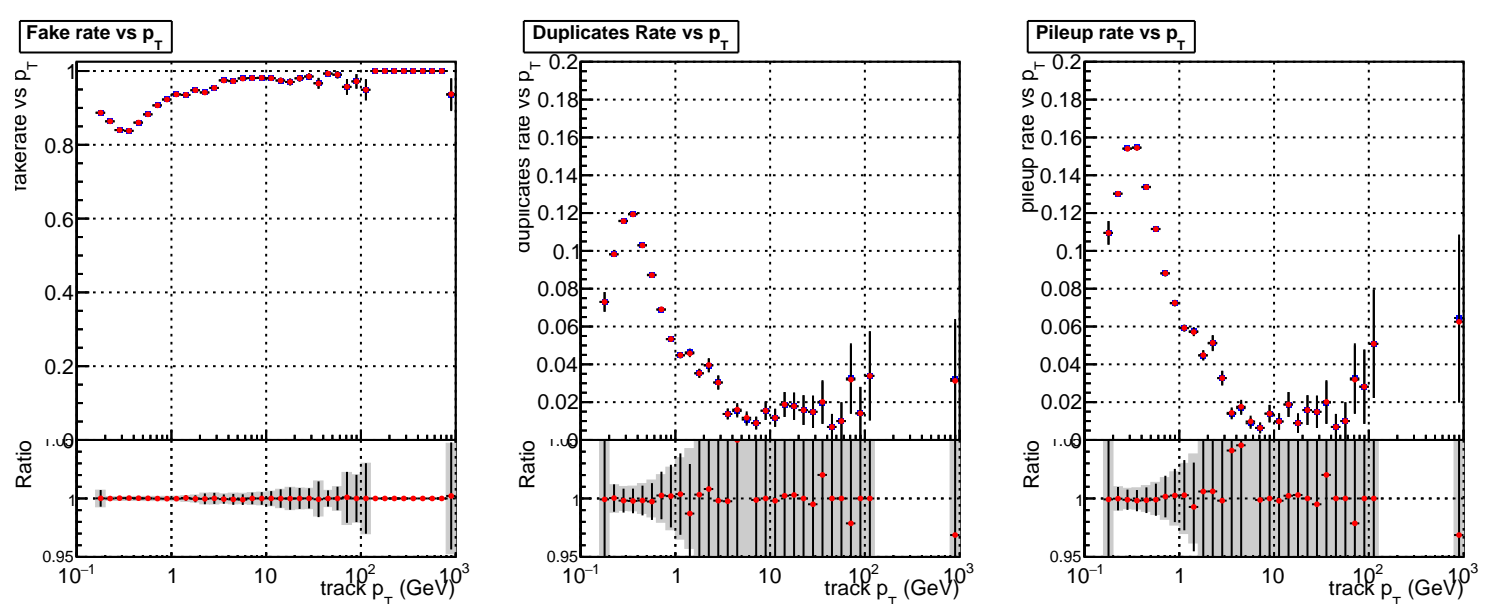 Fake rate vs p_T
fakerate vs p_T
1
0.8
0.6
0.4
0.2
Ratio
1
0.95
10^−1 1 10 10^2 10^3
track p_T (GeV)
Duplicates Rate vs p_T
duplicates rate vs p_T
0.2
0.18
0.16
0.14
0.12
0.1
0.08
0.06
0.04
0.02
Ratio
1
0.95
10^−1 1 10 10^2 10^3
track p_T (GeV)
Pileup rate vs p_T
pileup rate vs p_T
0.2
0.18
0.16
0.14
0.12
0.1
0.08
0.06
0.04
0.02
Ratio
1
0.95
10^−1 1 10 10^2 10^3
track p_T (GeV)